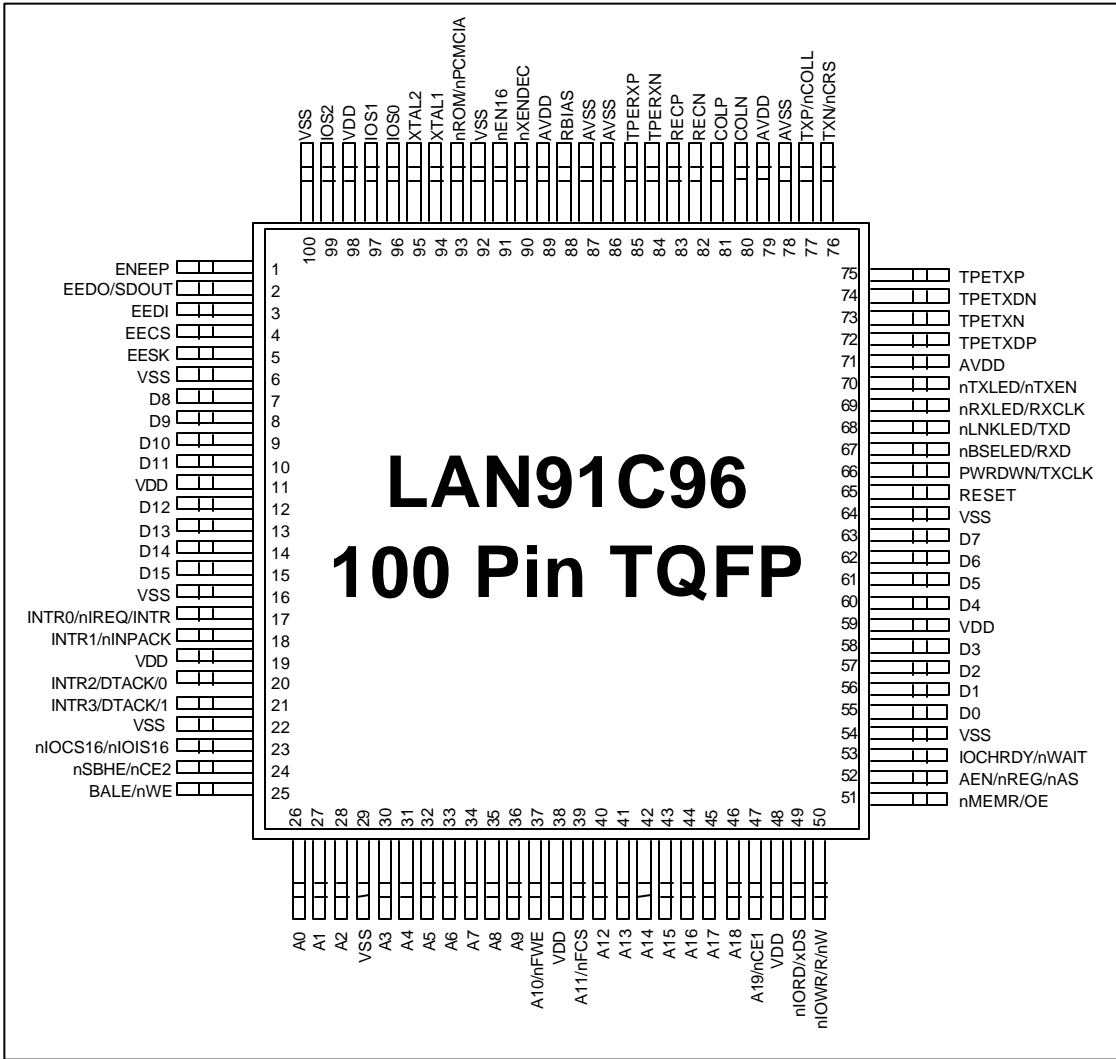 VSS
IOS2
VDD
IOS1
IOS0
XTAL2
XTAL1
nROM/nPCMCIA
VSS
nEN16
nXENDEC
AVDD
RBIAS
AVSS
AVSS
TPERXP
TPERXN
RECP
RECN
COLP
COLN
AVDD
AVSS
TXP/nCOLL
TXN/nCRS
100
99
98
97
96
95
94
93
92
91
90
89
88
87
86
85
84
83
82
81
80
79
78
77
76
ENEEP 1
EEDO/SDOUT 2
EEDI 3
EECS 4
EESK 5
VSS 6
D8 7
D9 8
D10 9
D11 10
VDD 11
D12 12
D13 13
D14 14
D15 15
VSS 16
INTR0/nIREQ/INTR 17
INTR1/nINPACK 18
VDD 19
INTR2/DTACK/0 20
INTR3/DTACK/1 21
VSS 22
nIOCS16/nIOIS16 23
nSBHE/nCE2 24
BALE/nWE 25
LAN91C96
100 Pin TQFP
75 TPETXP
74 TPETXDN
73 TPETXN
72 TPETXDP
71 AVDD
70 nTXLED/nTXEN
69 nRXLED/RXCLK
68 nLNKLED/TXD
67 nBSELED/RXD
66 PWRDWN/TXCLK
65 RESET
64 VSS
63 D7
62 D6
61 D5
60 D4
59 VDD
58 D3
57 D2
56 D1
55 D0
54 VSS
53 IOCHRDY/nWAIT
52 AEN/nREG/nAS
51 nMEMR/OE
26
27
28
29
30
31
32
33
34
35
36
37
38
39
40
41
42
43
44
45
46
47
48
49
50
A0
A1
A2
VSS
A3
A4
A5
A6
A7
A8
A9
A10/nFWE
VDD
A11/nFCS
A12
A13
A14
A15
A16
A17
A18
A19/nCE1
VDD
nIORD/xDS
nIOWR/R/nW